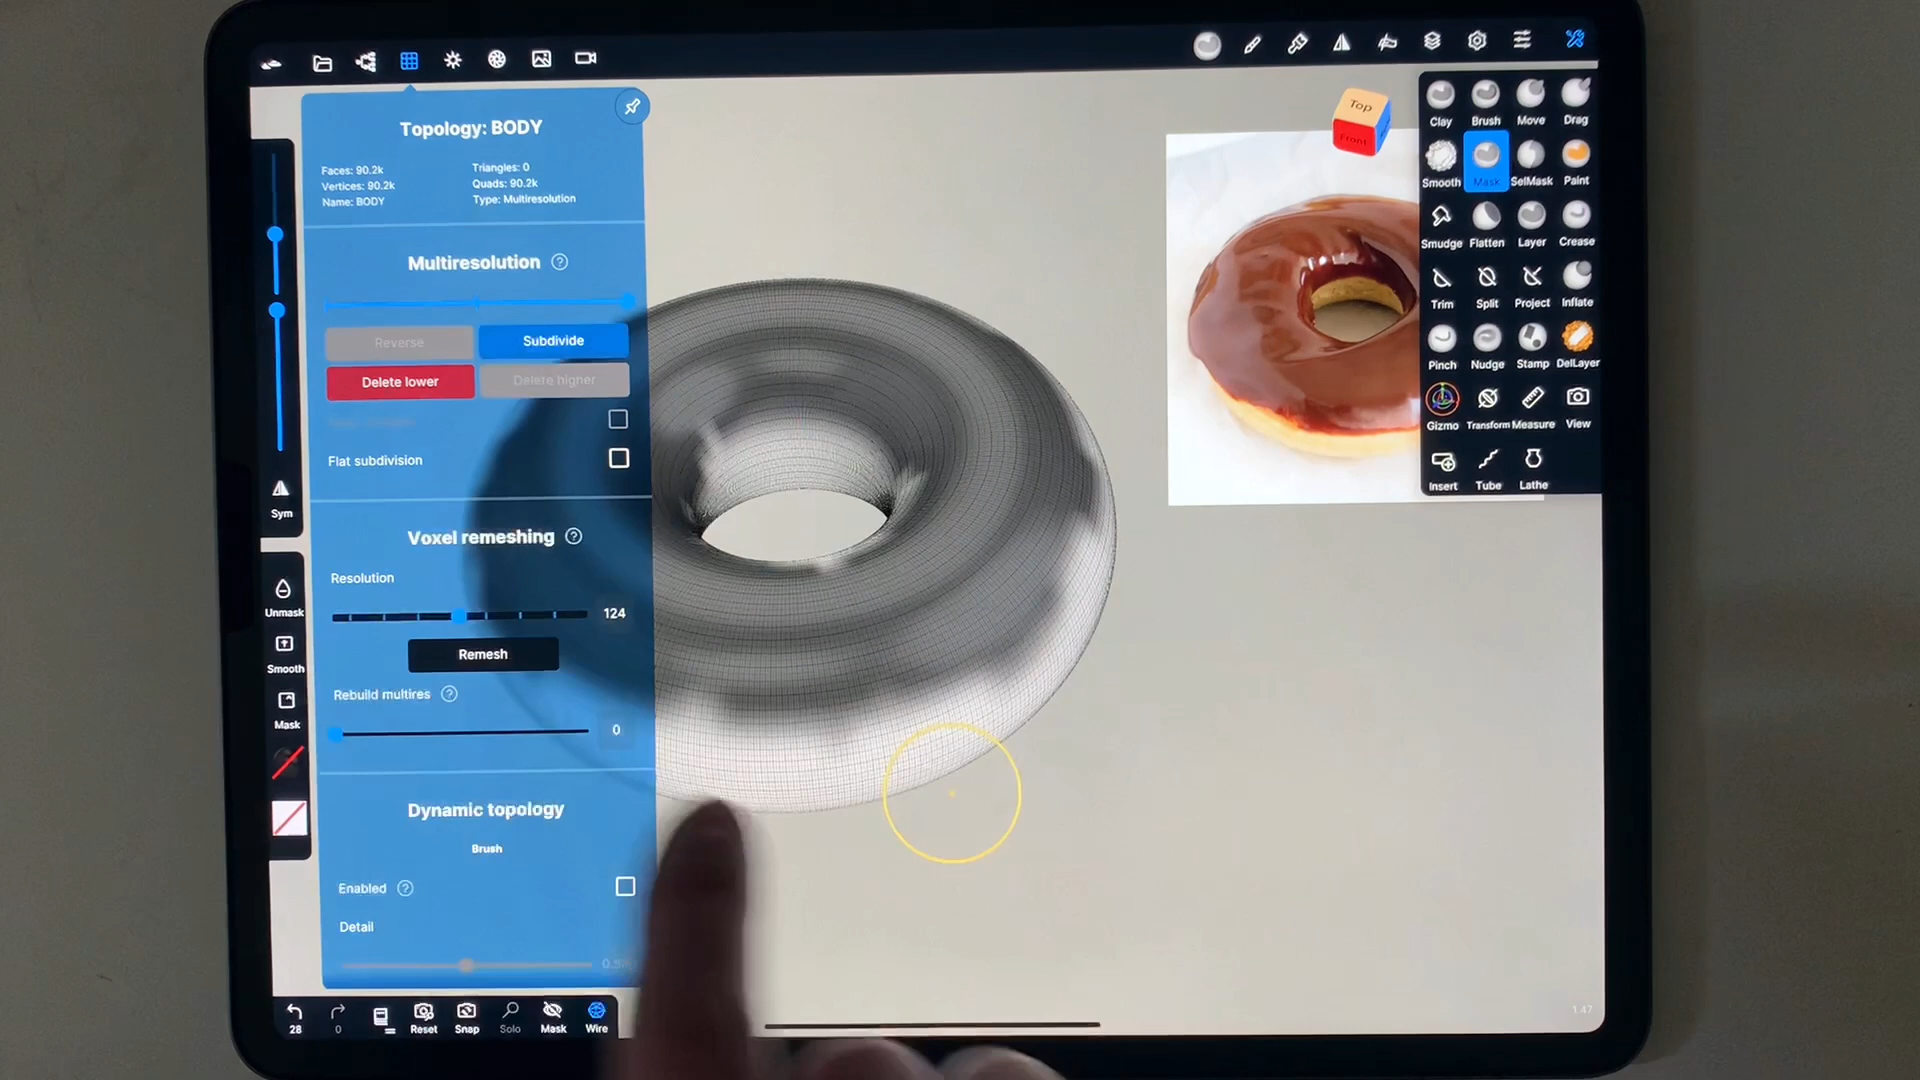 Topology: BODY
Faces: 90.2k
Triangles: 0
Vertices: 90.2k
Quads: 90.2k
Name: BODY
Type: Multiresolution
Multiresolution ?
Reverse
Subdivide
Delete lower
Delete higher
Flat subdivision
Voxel remeshing ?
Resolution
124
Remesh
Rebuild multires ?
0
Dynamic topology
Brush
Enabled ?
Detail
Sym
Unmask
Smooth
Mask
28
0
Reset
Snap
Solo
Mask
Wire
Top
Front
Clay
Brush
Move
Drag
Smooth
Mask
SelMask
Paint
Smudge
Flatten
Layer
Crease
Trim
Split
Project
Inflate
Pinch
Nudge
Stamp
DelLayer
Gizmo
Transform
Measure
View
Insert
Tube
Lathe
1.47